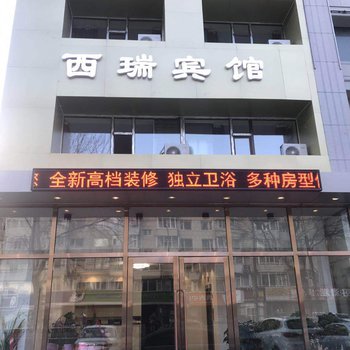 西瑞宾馆
全新高档装修 独立卫浴 多种房型